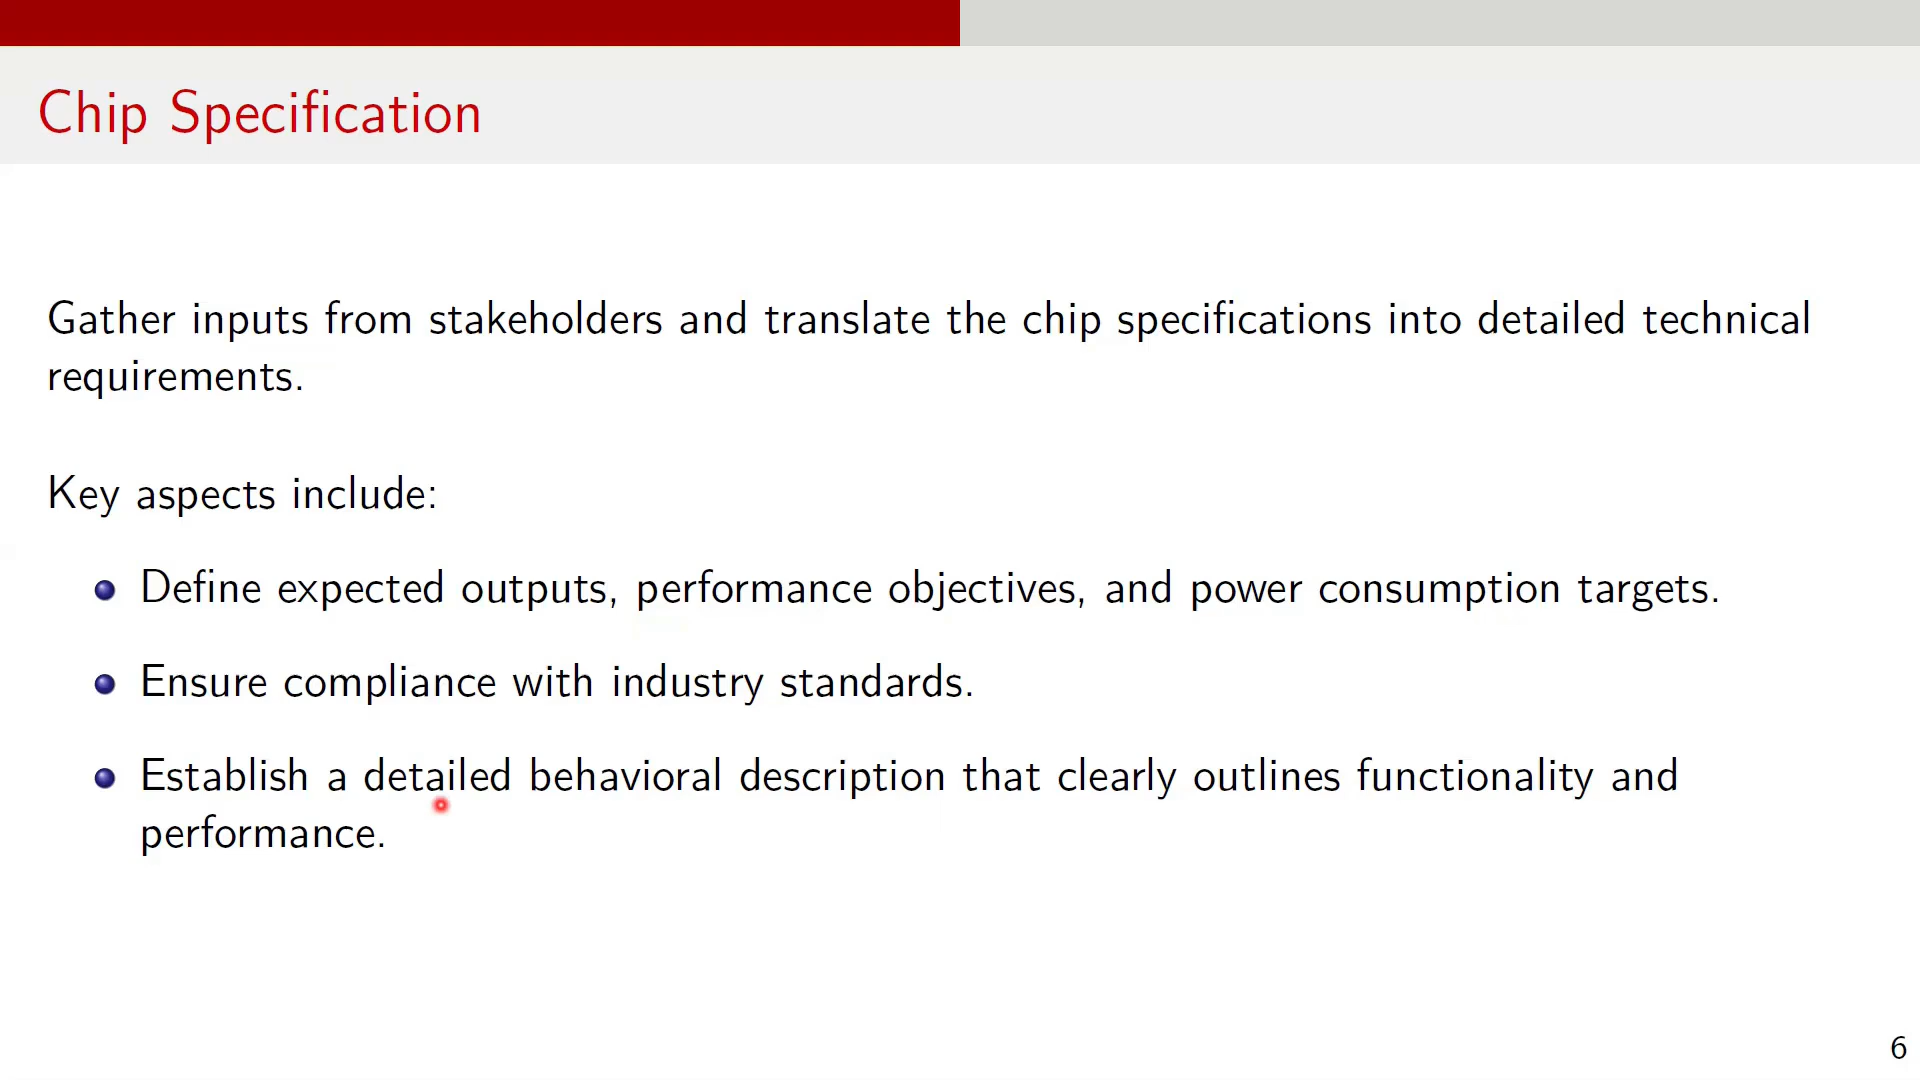 Chip Specification
Gather inputs from stakeholders and translate the chip specifications into detailed technical
requirements.
Key aspects include:
Define expected outputs, performance objectives, and power consumption targets.
Ensure compliance with industry standards.
Establish a detailed behavioral description that clearly outlines functionality and
performance.
6